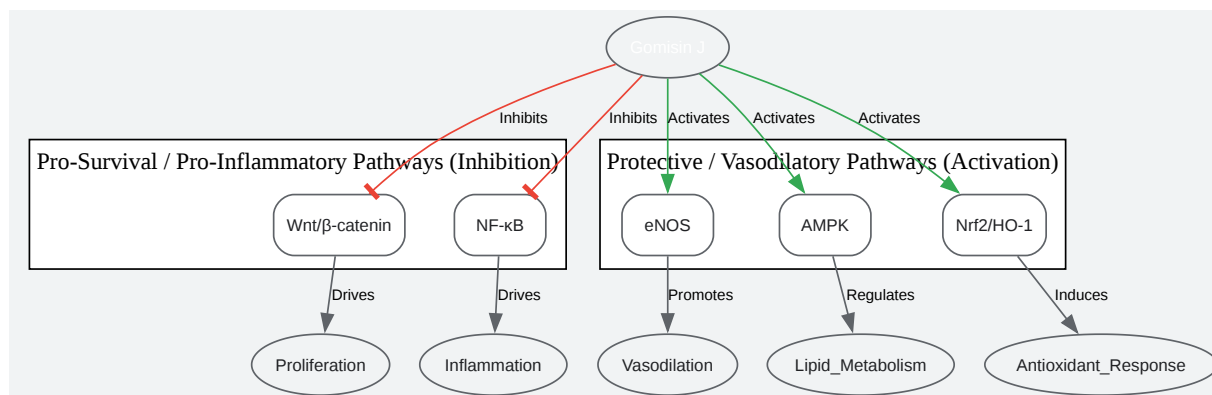 Gomisin J
Inhibits
Inhibits
Activates
Activates
Activates
Pro-Survival / Pro-Inflammatory Pathways (Inhibition)
Protective / Vasodilatory Pathways (Activation)
Wnt/β-catenin
NF-κB
eNOS
AMPK
Nrf2/HO-1
Drives
Drives
Promotes
Regulates
Induces
Proliferation
Inflammation
Vasodilation
Lipid_Metabolism
Antioxidant_Response